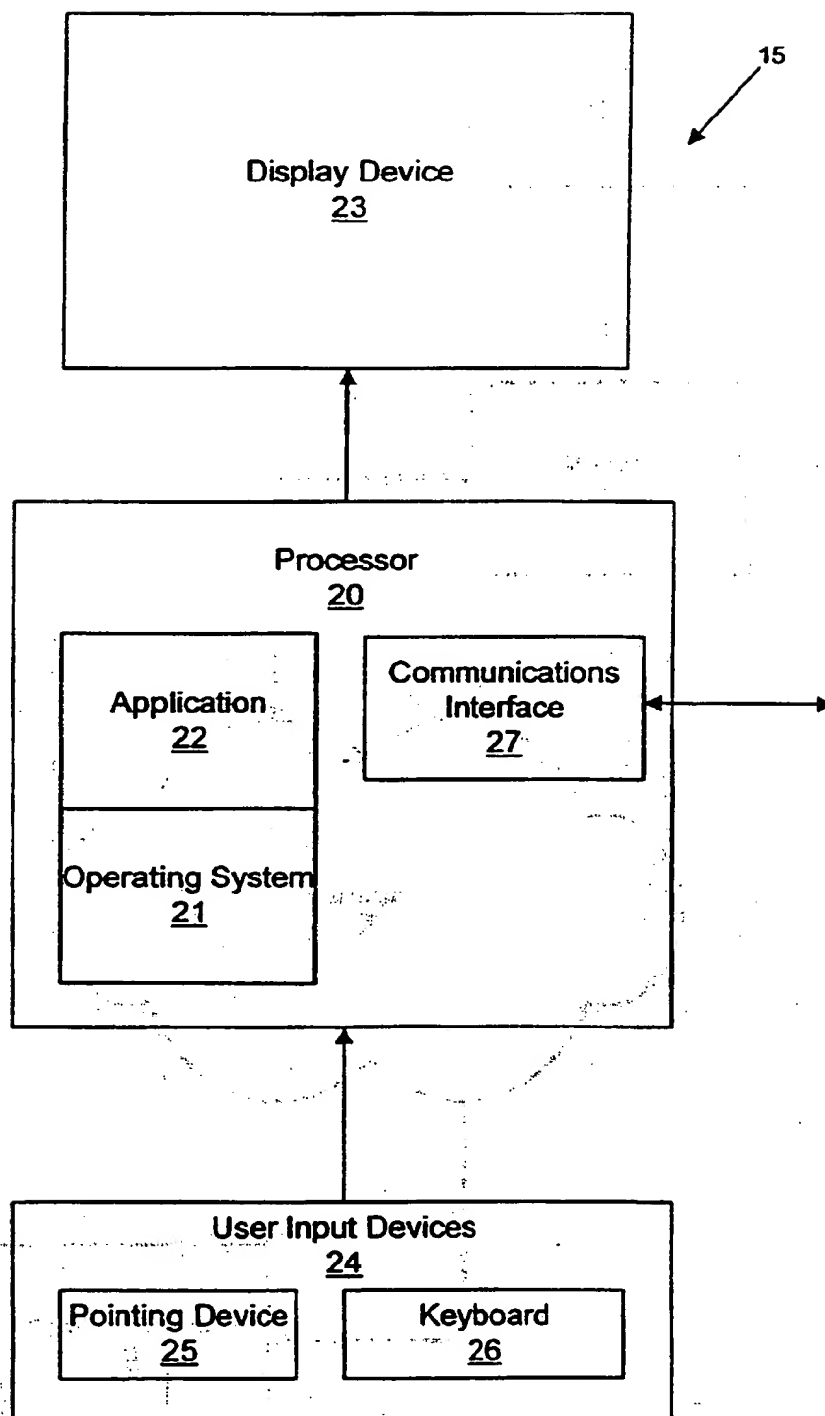 15
Display Device
23
Processor
20
Application
22
Communications
Interface
27
Operating System
21
User Input Devices
24
Pointing Device
25
Keyboard
26